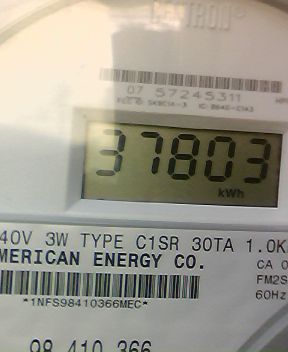 CENTRON®
07 57245311
37803
kWh
40V 3W TYPE C1SR 30TA 1.0K
MERICAN ENERGY CO.
CA 0
FM2S
60Hz
*1NFS98410366MEC*
98 410 366